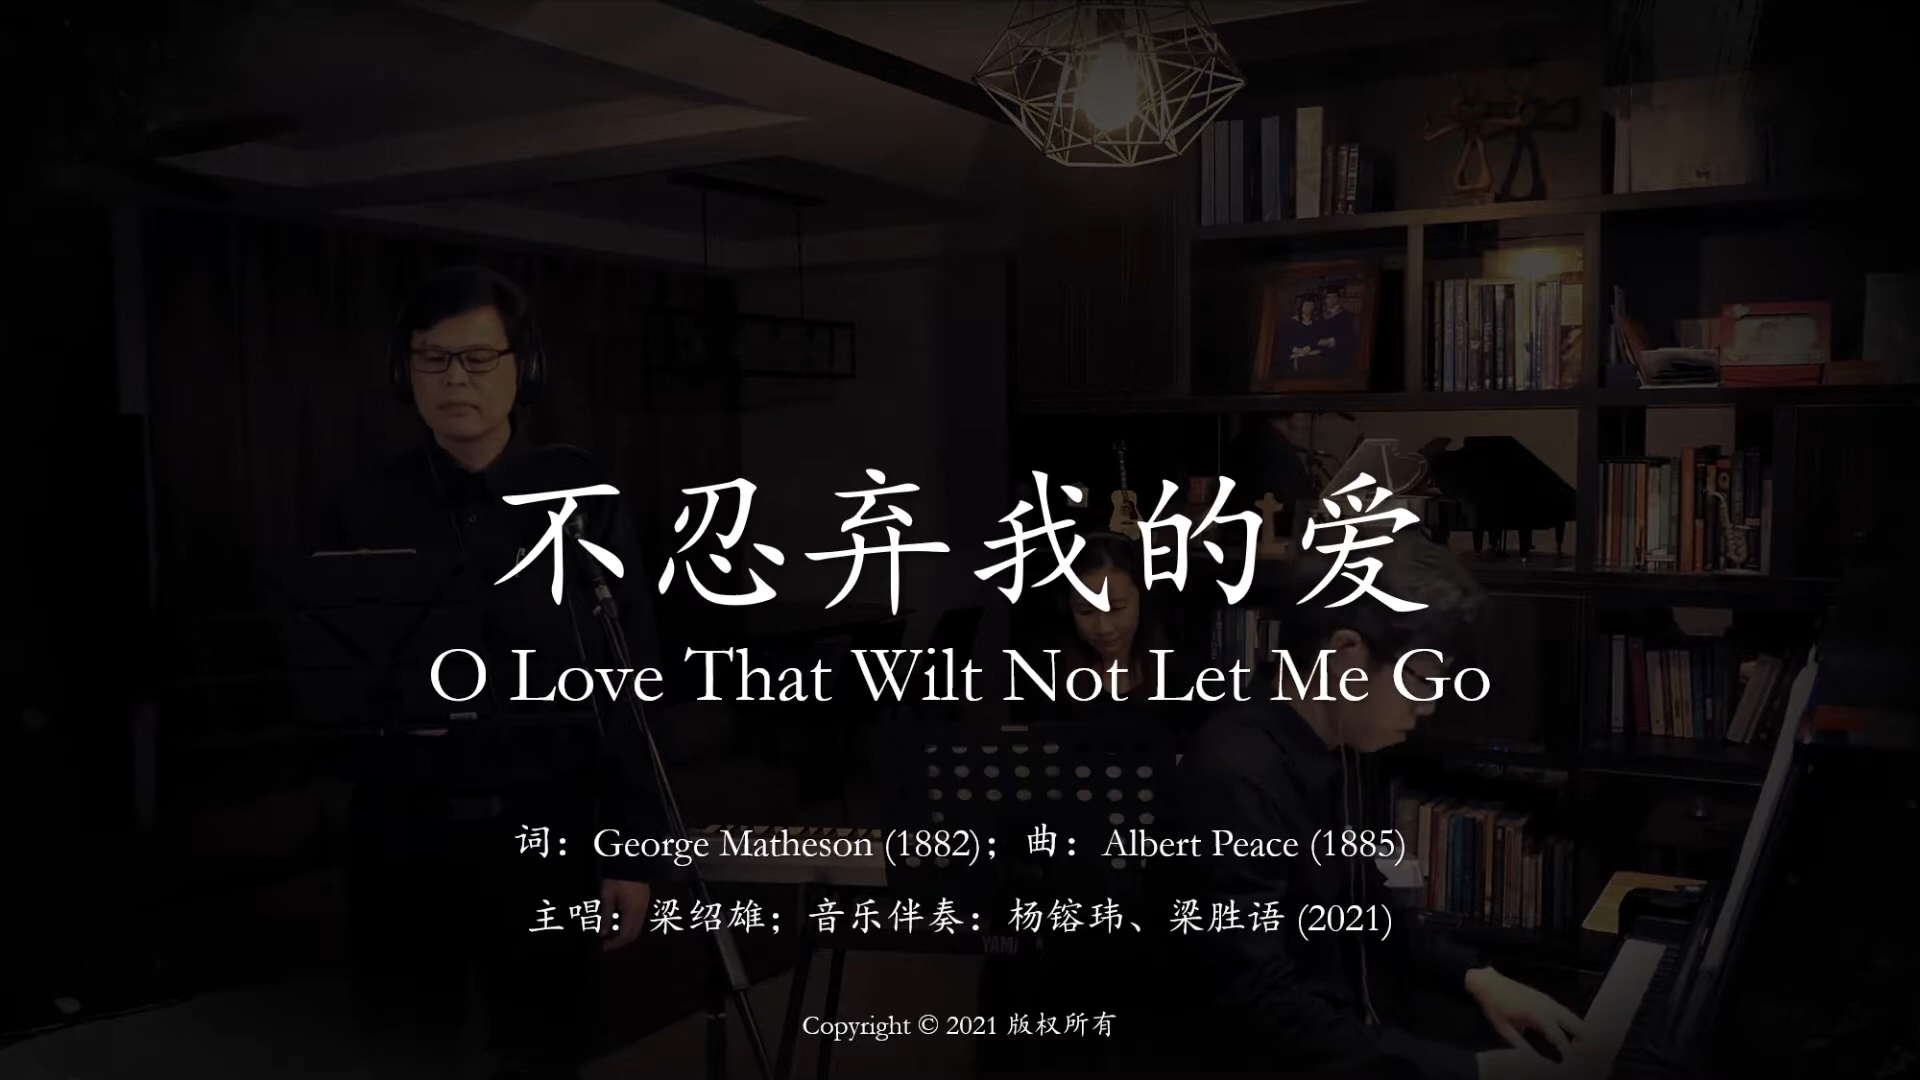 不忍弃我的爱
O Love That Wilt Not Let Me Go
词：George Matheson (1882)；曲：Albert Peace (1885)
主唱：梁绍雄；音乐伴奏：杨镕玮、梁胜语 (2021)
Copyright © 2021 版权所有